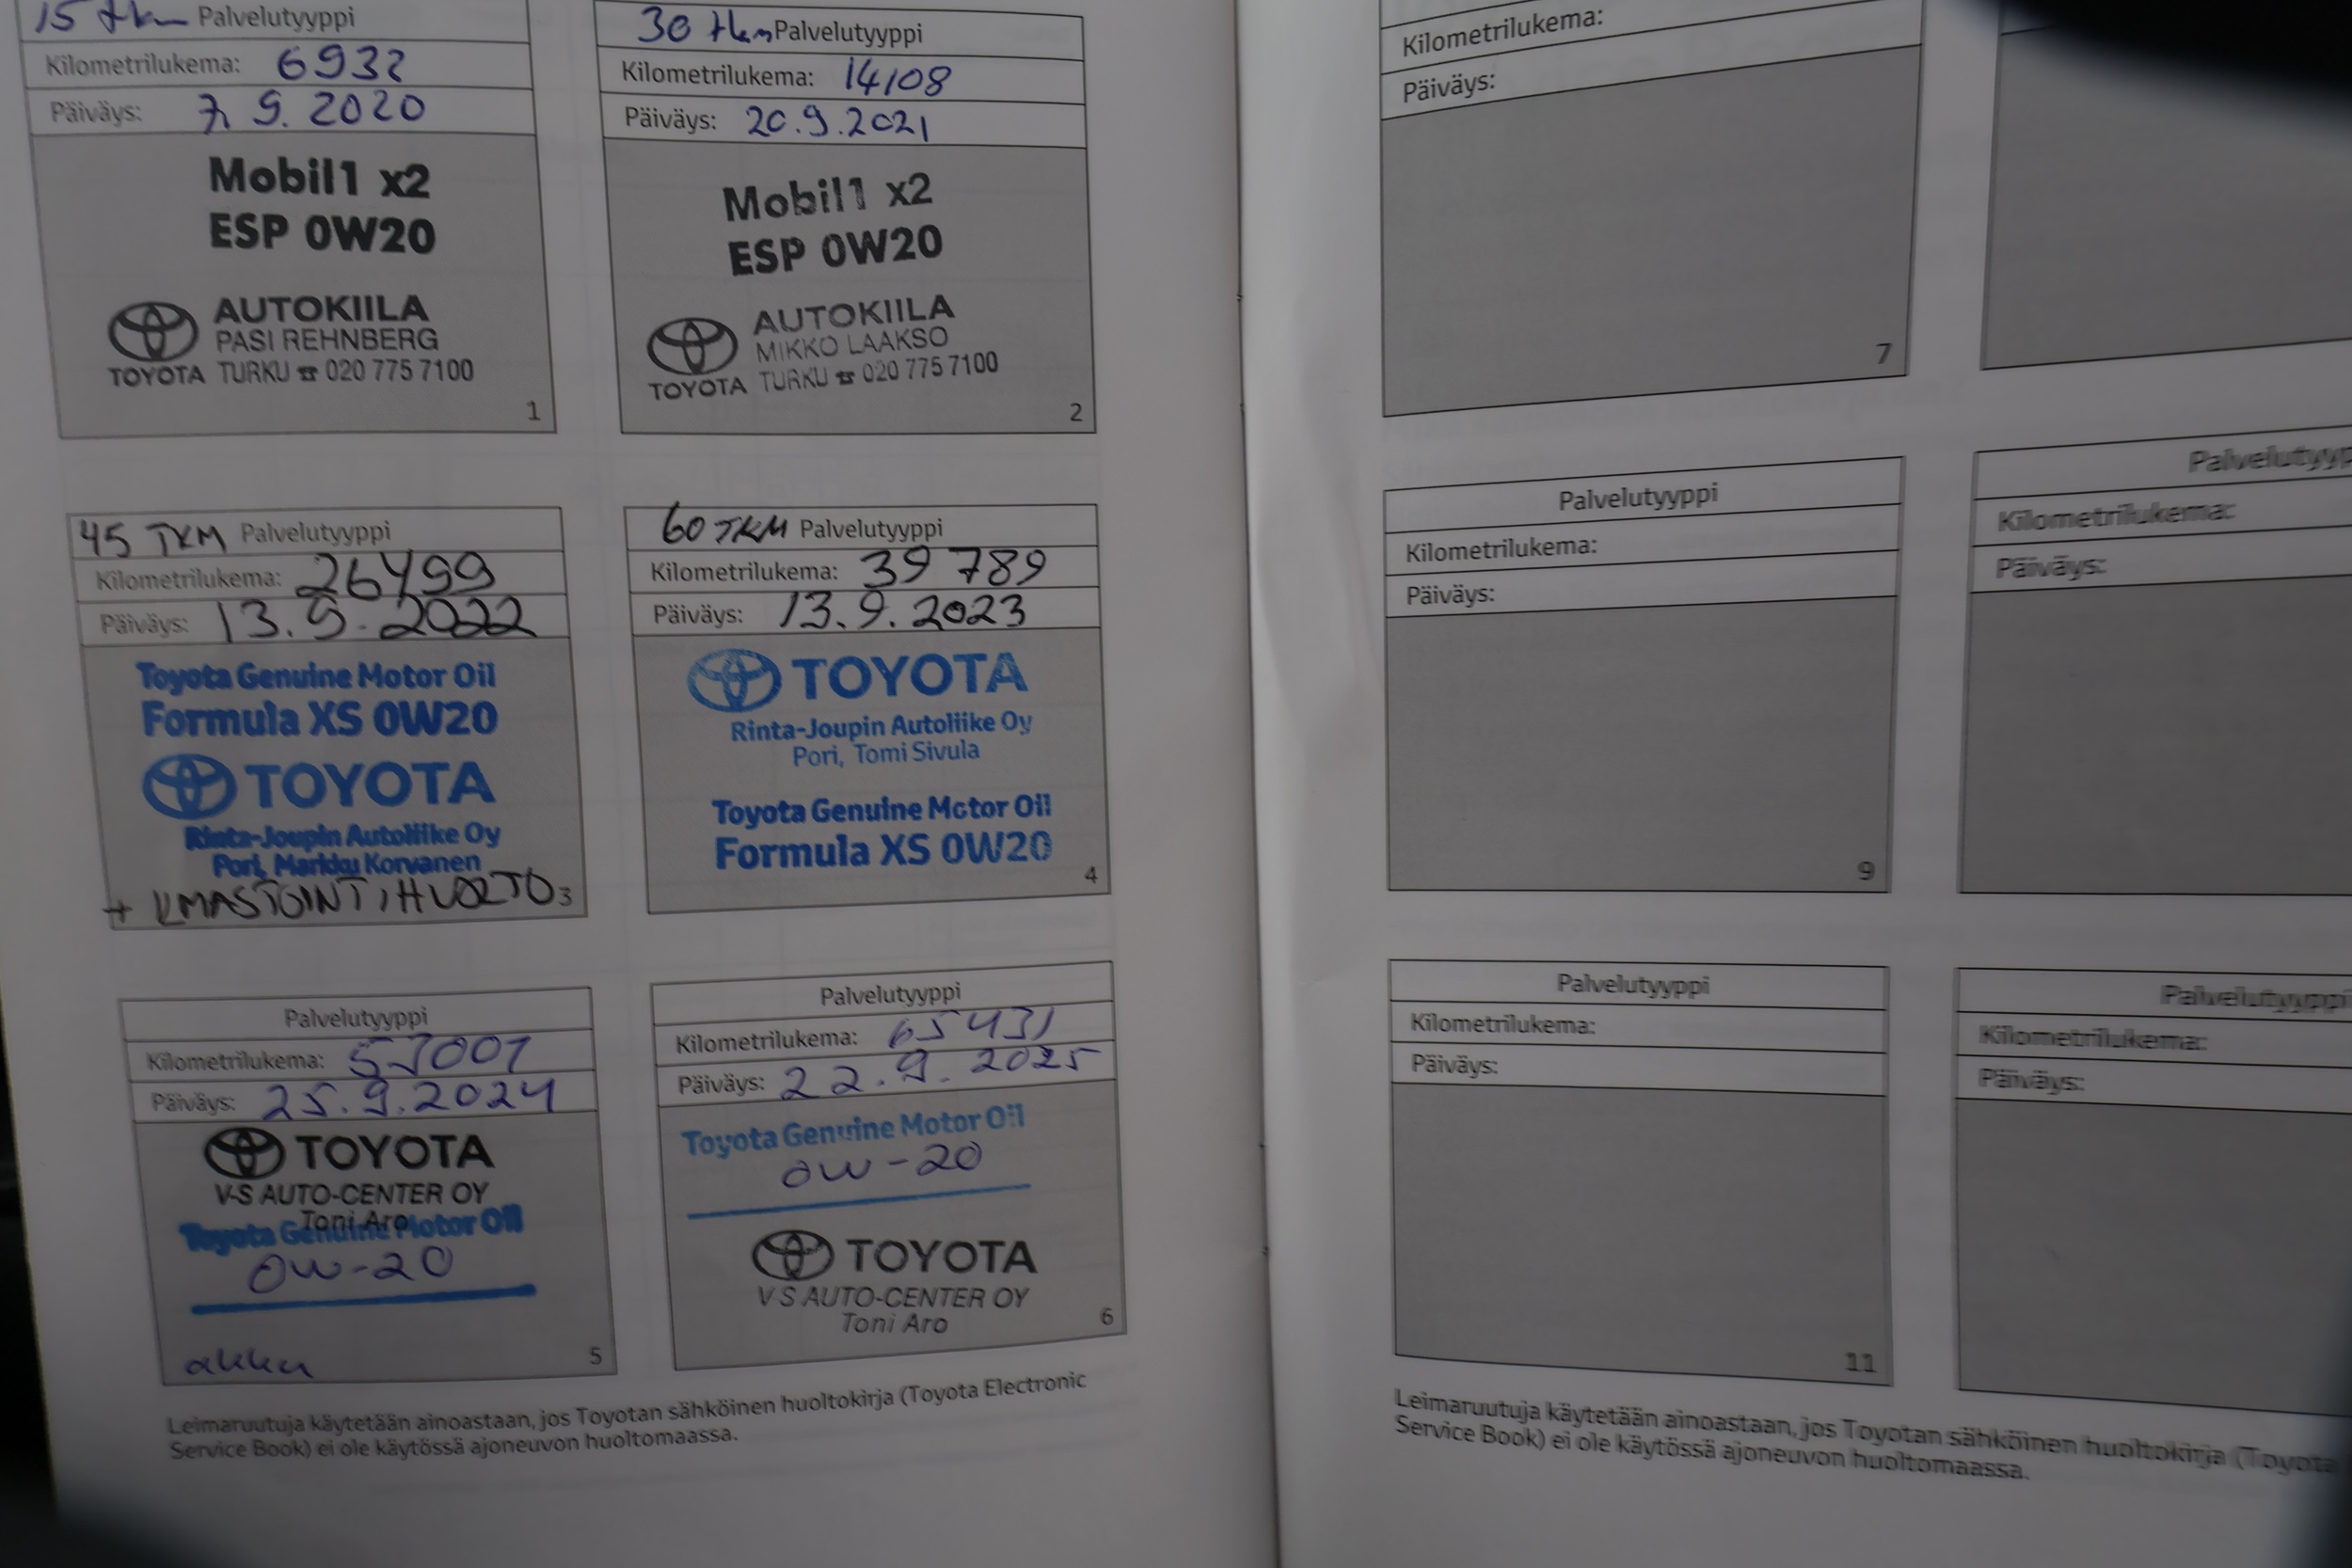 15 tkm Palvelutyyppi
Kilometrilukema: 6932
Päiväys: 7.9.2020
Mobil1 x2
ESP 0W20
AUTOKIILA
PASI REHNBERG
TOYOTA TURKU ☎ 020 775 7100
1
30 tkm Palvelutyyppi
Kilometrilukema: 14108
Päiväys: 20.9.2021
Mobil1 x2
ESP 0W20
AUTOKIILA
MIKKO LAAKSO
TOYOTA TURKU ☎ 020 775 7100
2
45 TKM Palvelutyyppi
Kilometrilukema: 26499
Päiväys: 13.9.2022
Toyota Genuine Motor Oil
Formula XS 0W20
TOYOTA
Rinta-Joupin Autoliike Oy
Pori, Markku Korvanen
+ ILMASTOINTIHUOLTO
3
60 TKM Palvelutyyppi
Kilometrilukema: 39 789
Päiväys: 13.9.2023
TOYOTA
Rinta-Joupin Autoliike Oy
Pori, Tomi Sivula
Toyota Genuine Motor Oil
Formula XS 0W20
4
Palvelutyyppi
Kilometrilukema:
Päiväys: 25.9.2024
TOYOTA
V-S AUTO-CENTER OY
Toni Aro
Toyota Genuine Motor Oil
0W-20
akku
5
Palvelutyyppi
Kilometrilukema: 65431
Päiväys: 22.9.2025
Toyota Genuine Motor Oil
0W-20
TOYOTA
V-S AUTO-CENTER OY
Toni Aro
6
Leimaruutuja käytetään ainoastaan, jos Toyotan sähköinen huoltokirja (Toyota Electronic
Service Book) ei ole käytössä ajoneuvon huoltomaassa.
Kilometrilukema:
Päiväys:
7
Palvelutyyppi
Kilometrilukema:
Päiväys:
9
Palvelutyyp
Kilometrilukema:
Päiväys:
Palvelutyyppi
Kilometrilukema:
Päiväys:
11
Palvelutyyppi
Kilometrilukema:
Päiväys:
Leimaruutuja käytetään ainoastaan, jos Toyotan sähköinen huoltokirja (Toyota
Service Book) ei ole käytössä ajoneuvon huoltomaassa.